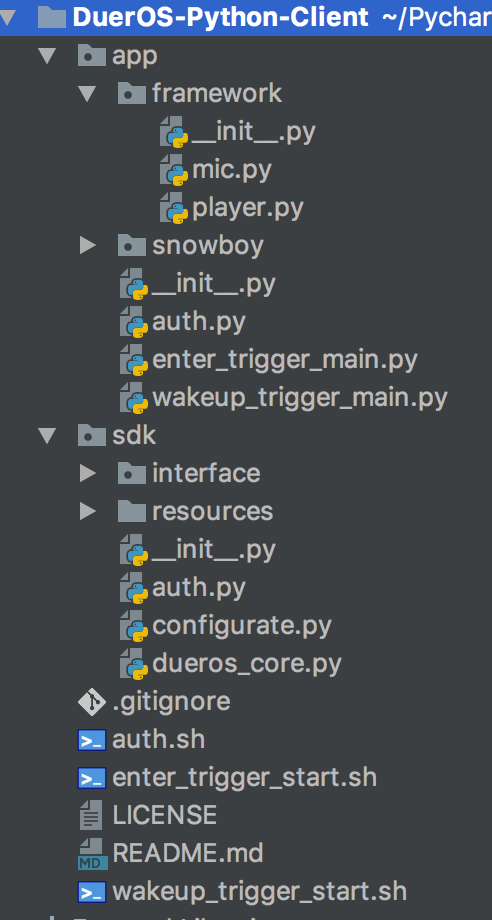 DuerOS-Python-Client ~/Pychar
app
framework
__init__.py
mic.py
player.py
snowboy
__init__.py
auth.py
enter_trigger_main.py
wakeup_trigger_main.py
sdk
interface
resources
__init__.py
auth.py
configurate.py
dueros_core.py
.gitignore
auth.sh
enter_trigger_start.sh
LICENSE
MD README.md
wakeup_trigger_start.sh